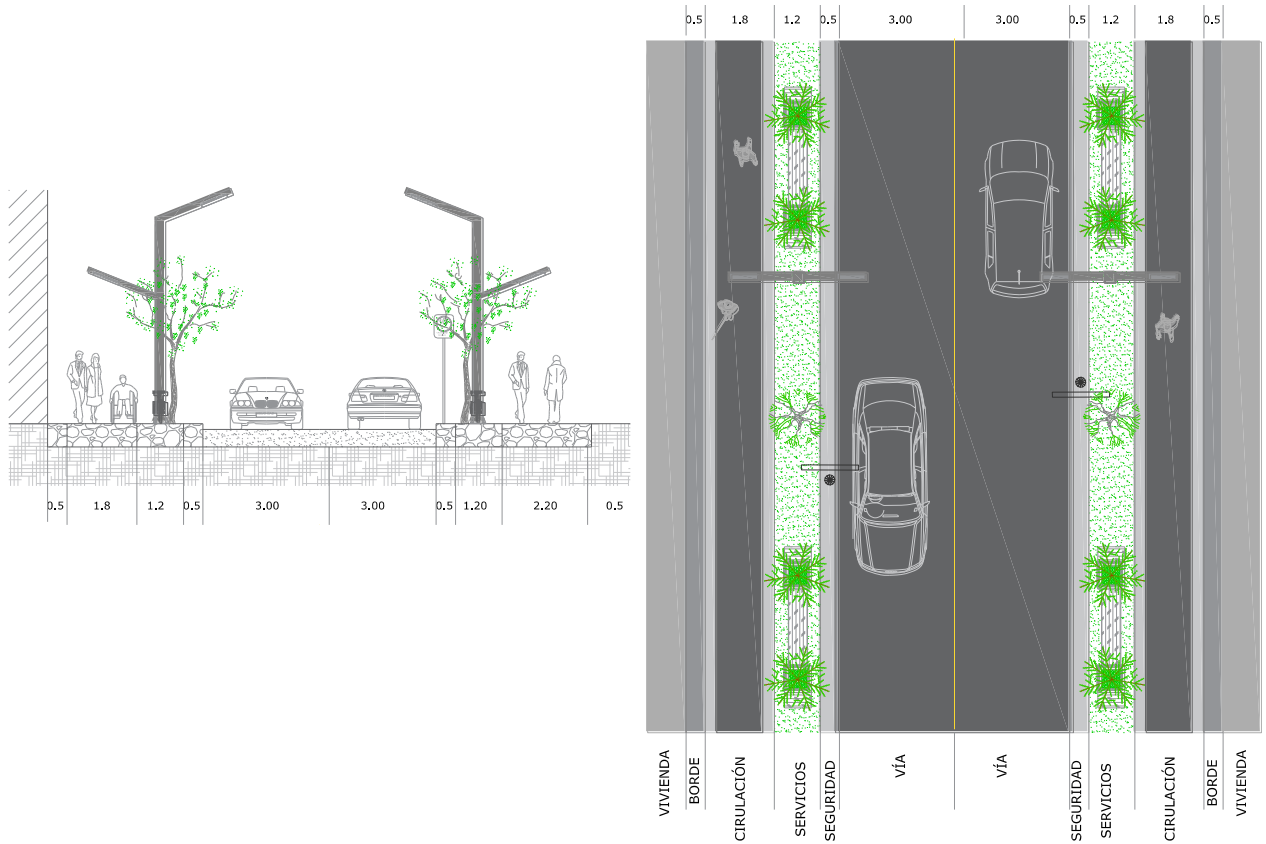 0.5 1.8 1.2 0.5 3.00 3.00 0.5 1.2 1.8 0.5
0.5 1.8 1.2 0.5 3.00 3.00 0.5 1.20 2.20 0.5
VIVIENDA
BORDE
CIRULACIÓN
SERVICIOS
SEGURIDAD
VÍA
VÍA
SEGURIDAD
SERVICIOS
CIRULACIÓN
BORDE
VIVIENDA